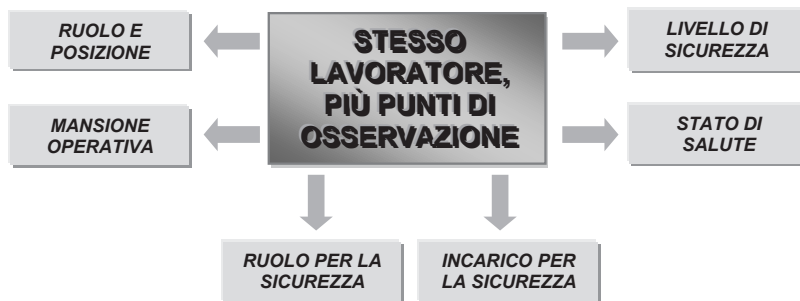 RUOLO E
POSIZIONE
STESSO
LAVORATORE,
PIÙ PUNTI DI
OSSERVAZIONE
LIVELLO DI
SICUREZZA
MANSIONE
OPERATIVA
STATO DI
SALUTE
RUOLO PER LA
SICUREZZA
INCARICO PER
LA SICUREZZA